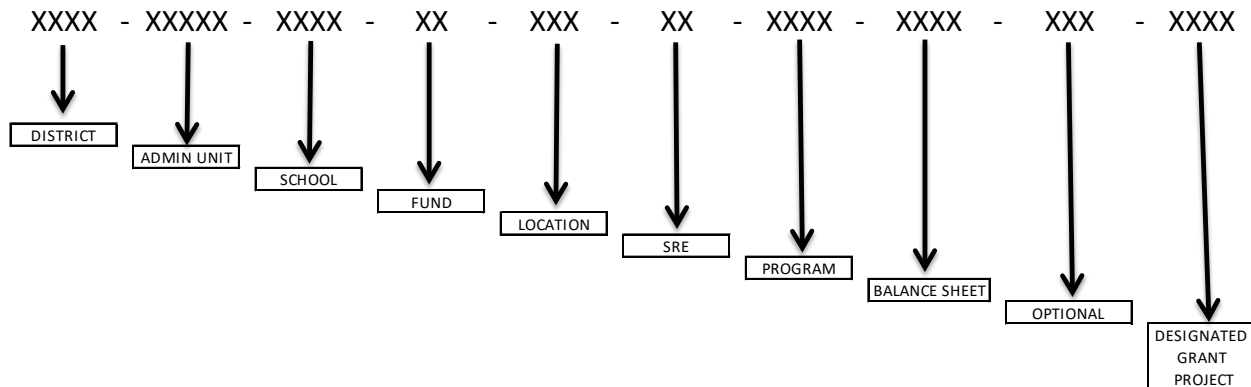 XXXX - XXXXX - XXXX - XX - XXX - XX - XXXX - XXXX - XXX - XXXX
DISTRICT
ADMIN UNIT
SCHOOL
FUND
LOCATION
SRE
PROGRAM
BALANCE SHEET
OPTIONAL
DESIGNATED
GRANT
PROJECT